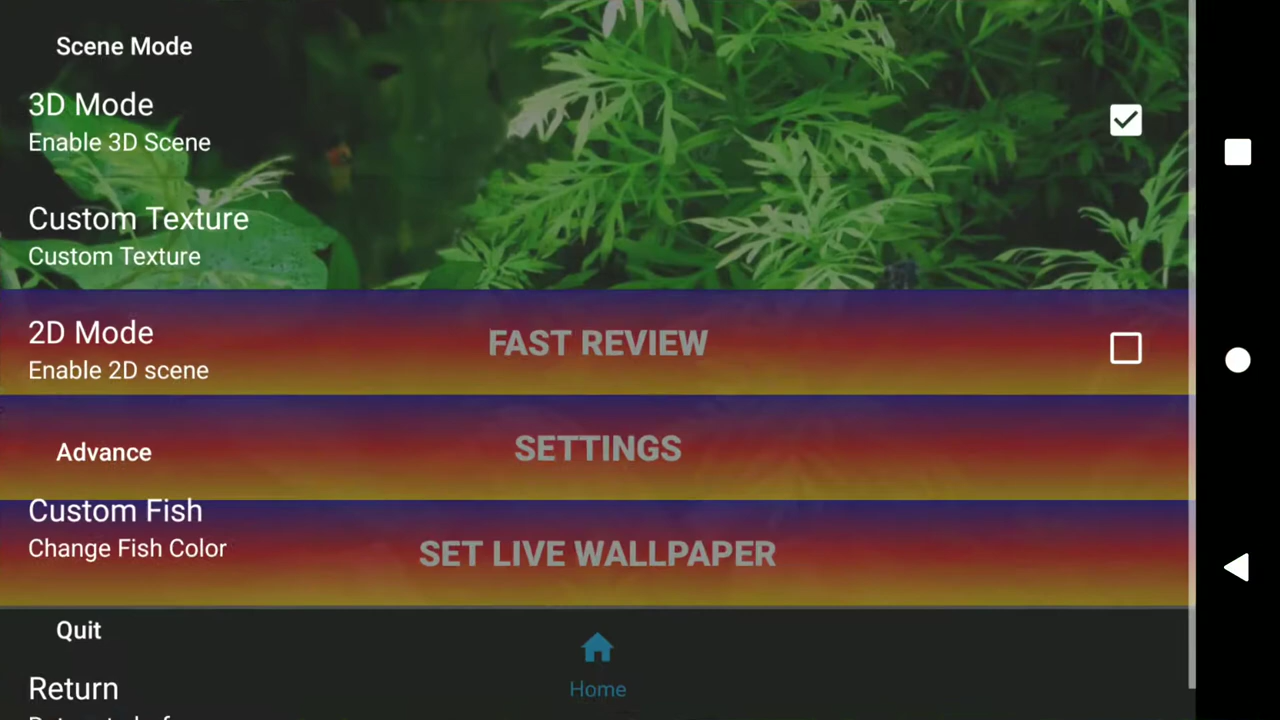 Scene Mode
3D Mode
Enable 3D Scene
Custom Texture
Custom Texture
2D Mode
Enable 2D scene
FAST REVIEW
Advance
SETTINGS
Custom Fish
Change Fish Color
SET LIVE WALLPAPER
Quit
Return
Home